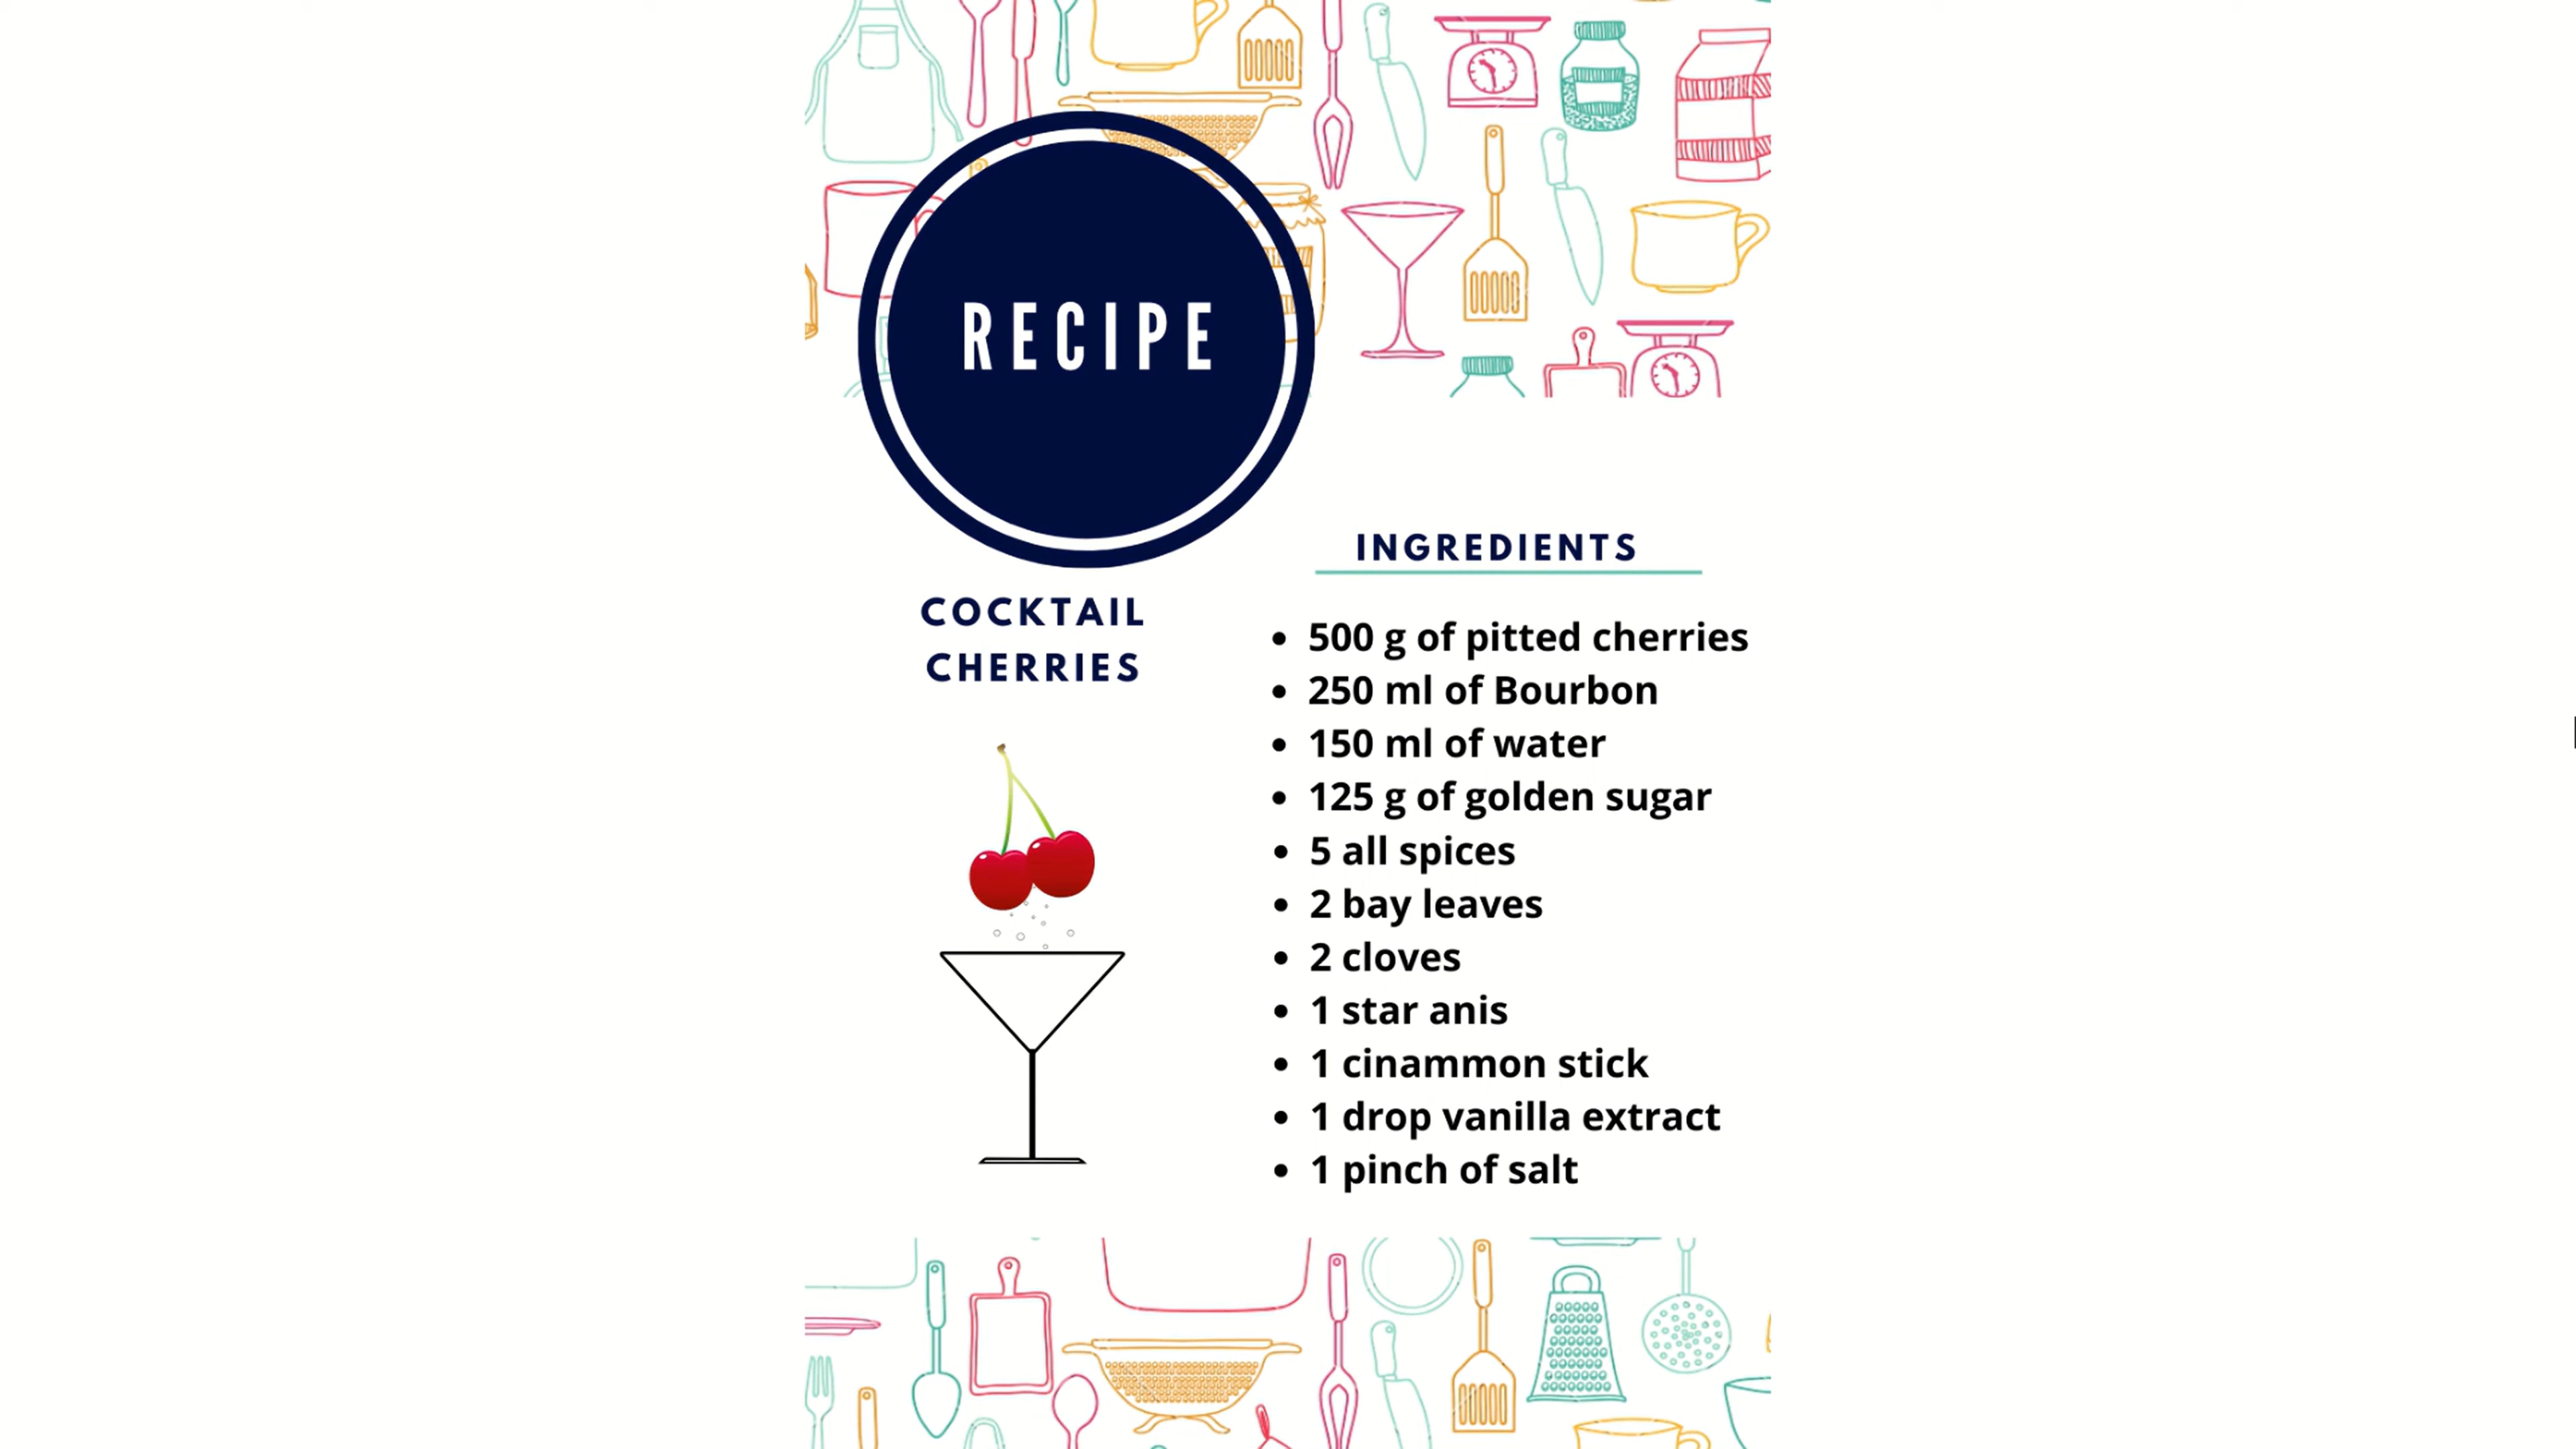 RECIPE
COCKTAIL
CHERRIES
INGREDIENTS
• 500 g of pitted cherries
• 250 ml of Bourbon
• 150 ml of water
• 125 g of golden sugar
• 5 all spices
• 2 bay leaves
• 2 cloves
• 1 star anis
• 1 cinammon stick
• 1 drop vanilla extract
• 1 pinch of salt